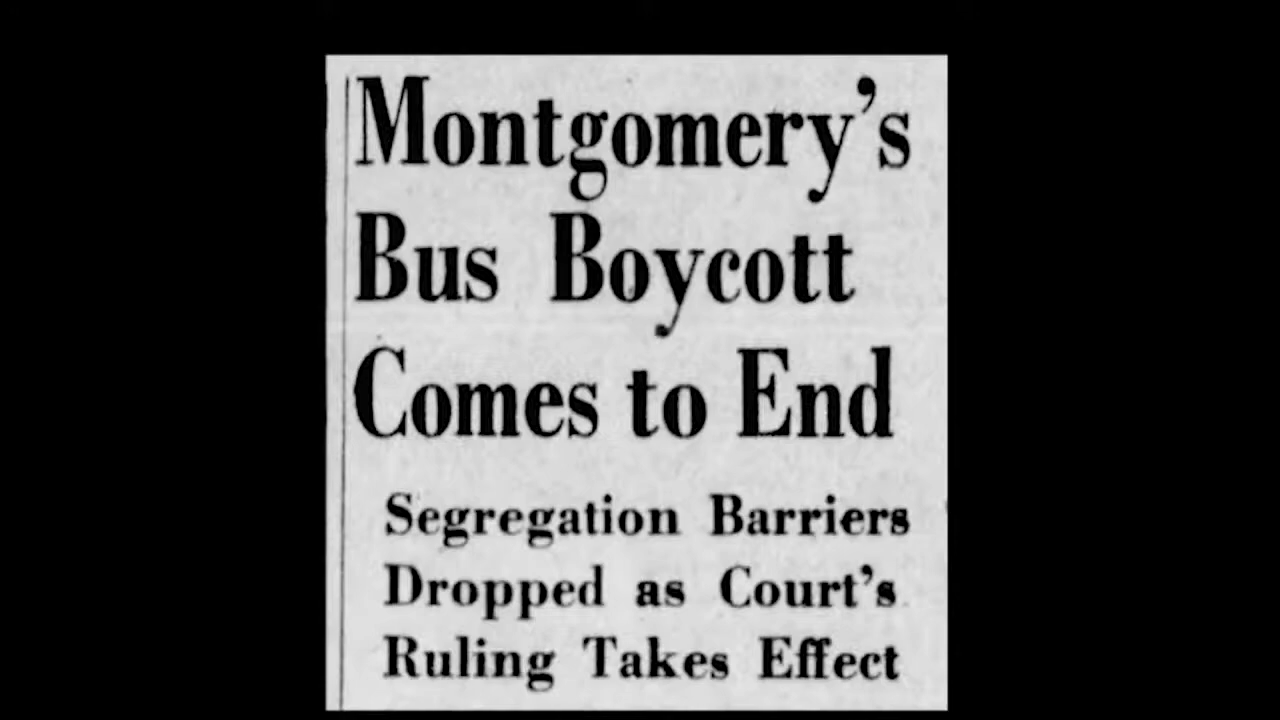 Montgomery's
Bus Boycott
Comes to End
Segregation Barriers
Dropped as Court's
Ruling Takes Effect